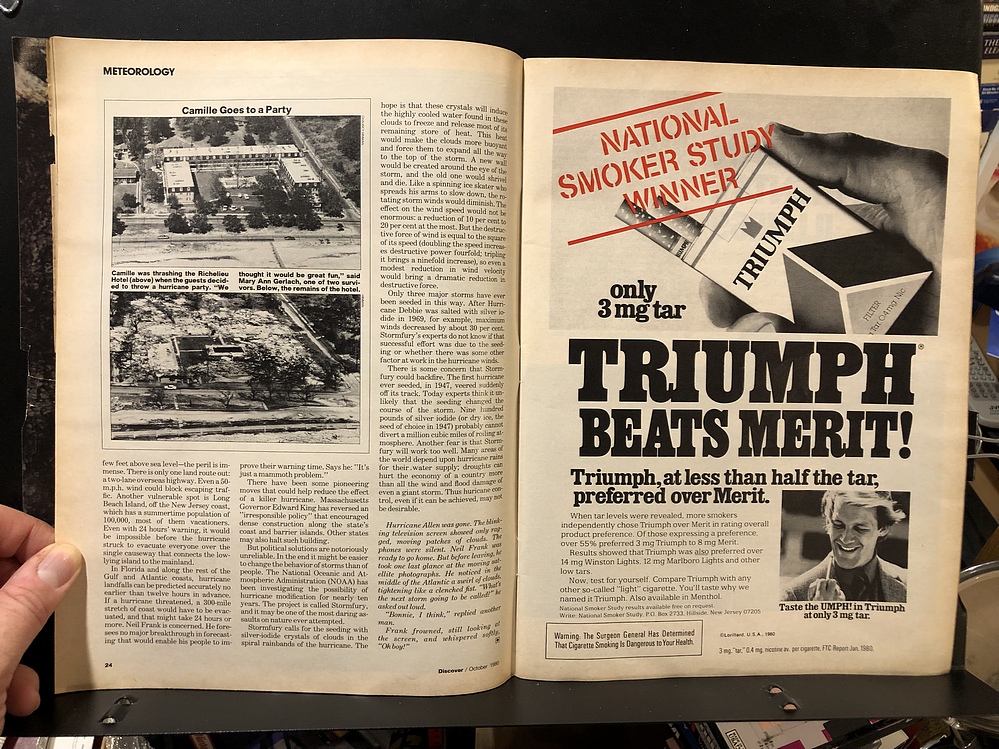 METEOROLOGY
Camille Goes to a Party
Camille was thrashing the Richelieu
Hotel (above) when the guests decid-
ed to throw a hurricane party. "We
thought it would be great fun," said
Mary Ann Gerlach, one of two survi-
vors. Below, the remains of the hotel.
few feet above sea level—the peril is im-
mense. There is only one land route out:
a two-lane overseas highway. Even a 50-
m.p.h. wind could block escaping traf-
fic. Another vulnerable spot is Long
Beach Island, off the New Jersey coast,
which has a summertime population of
100,000, most of them vacationers.
Even with 24 hours' warning, it would
be impossible before the hurricane
struck to evacuate everyone over the
single causeway that connects the low-
lying island to the mainland.
In Florida and along the rest of the
Gulf and Atlantic coasts, hurricane
landfalls can be predicted accurately no
earlier than twelve hours in advance.
If a hurricane threatened, a 300-mile
stretch of coast would have to be evac-
uated, and that might take 24 hours or
more. Neil Frank is concerned. He fore-
sees no major breakthrough in forecast-
ing that would enable his people to im-
prove their warning time. Says he: "It's
just a mammoth problem."
There have been some pioneering
moves that could help reduce the effect
of a killer hurricane. Massachusetts
Governor Edward King has reversed an
"irresponsible policy" that encouraged
dense construction along the state's
coast and barrier islands. Other states
may also halt such building.
But political solutions are notoriously
unreliable. In the end it might be easier
to change the behavior of storms than of
people. The National Oceanic and At-
mospheric Administration (NOAA) has
been investigating the possibility of
hurricane modification for nearly ten
years. The project is called Stormfury,
and it may be one of the most daring as-
saults on nature ever attempted.
Stormfury calls for the seeding with
silver-iodide crystals of clouds in the
spiral rainbands of the hurricane. The
hope is that these crystals will induce
the highly cooled water found in these
clouds to freeze and release most of its
remaining store of heat. This heat
would make the clouds more buoyant
and force them to expand all the way
to the top of the storm. A new wall
would be created around the eye of the
storm, and the old one would shrivel
and die. Like a spinning ice skater who
spreads his arms to slow down, the ro-
tating storm winds would diminish. The
effect on the wind speed would not be
enormous: a reduction of 10 per cent to
20 per cent at the most. But the destruc-
tive force of wind is equal to the square
of its speed (doubling the speed increas-
es destructive power fourfold; tripling
it brings a ninefold increase), so even a
modest reduction in wind velocity
would bring a dramatic reduction in
destructive force.
Only three major storms have ever
been seeded in this way. After Hurri-
cane Debbie was salted with silver io-
dide in 1969, for example, maximum
winds decreased by about 30 per cent.
Stormfury's experts do not know if that
successful effort was due to the seed-
ing or whether there was some other
factor at work in the hurricane winds.
There is some concern that Storm-
fury could backfire. The first hurricane
ever seeded, in 1947, veered suddenly
off its track. Today experts think it un-
likely that the seeding changed the
course of the storm. Nine hundred
pounds of silver iodide (or dry ice, the
seed of choice in 1947) probably cannot
divert a million cubic miles of roiling at-
mosphere. Another fear is that Storm-
fury will work too well. Many areas of
the world depend upon hurricane rains
for their water supply; droughts can
hurt the economy of a country more
than all the wind and flood damage of
even a giant storm. Thus hurricane con-
trol, even if it can be achieved, may not
be desirable.
Hurricane Allen was gone. The blink-
ing television screen showed only rag-
ged, moving patches of clouds. The
phones were silent. Neil Frank was
ready to go home. But before leaving, he
took one last glance at the moving sat-
ellite photographs. He noticed in the
middle of the Atlantic a swirl of clouds,
tightening like a clenched fist. "What's
the next storm going to be called?" he
asked out loud.
"Bonnie, I think," replied another
man.
Frank frowned, still looking at
the screen, and whispered softly,
"Oh boy!"
24
Discover / October 1980
NATIONAL
SMOKER STUDY
WINNER
TRIUMPH
FILTER
Tar 0.4 mg Nic
only
3 mg tar
TRIUMPH®
BEATS MERIT!
Triumph, at less than half the tar,
preferred over Merit.
When tar levels were revealed, more smokers
independently chose Triumph over Merit in rating overall
product preference. Of those expressing a preference,
over 55% preferred 3 mg Triumph to 8 mg Merit.
Results showed that Triumph was also preferred over
14 mg Winston Lights. 12 mg Marlboro Lights and other
low tars.
Now, test for yourself. Compare Triumph with any
other so-called "light" cigarette. You'll taste why we
named it Triumph. Also available in Menthol.
National Smoker Study results available free on request.
Write: National Smoker Study, P.O. Box 2733, Hillside, New Jersey 07205
Taste the UMPH! in Triumph
at only 3 mg tar.
Warning: The Surgeon General Has Determined
That Cigarette Smoking Is Dangerous to Your Health.
©Lorillard, U.S.A., 1980
3 mg. "tar," 0.4 mg. nicotine av. per cigarette, FTC Report Jan. 1980.